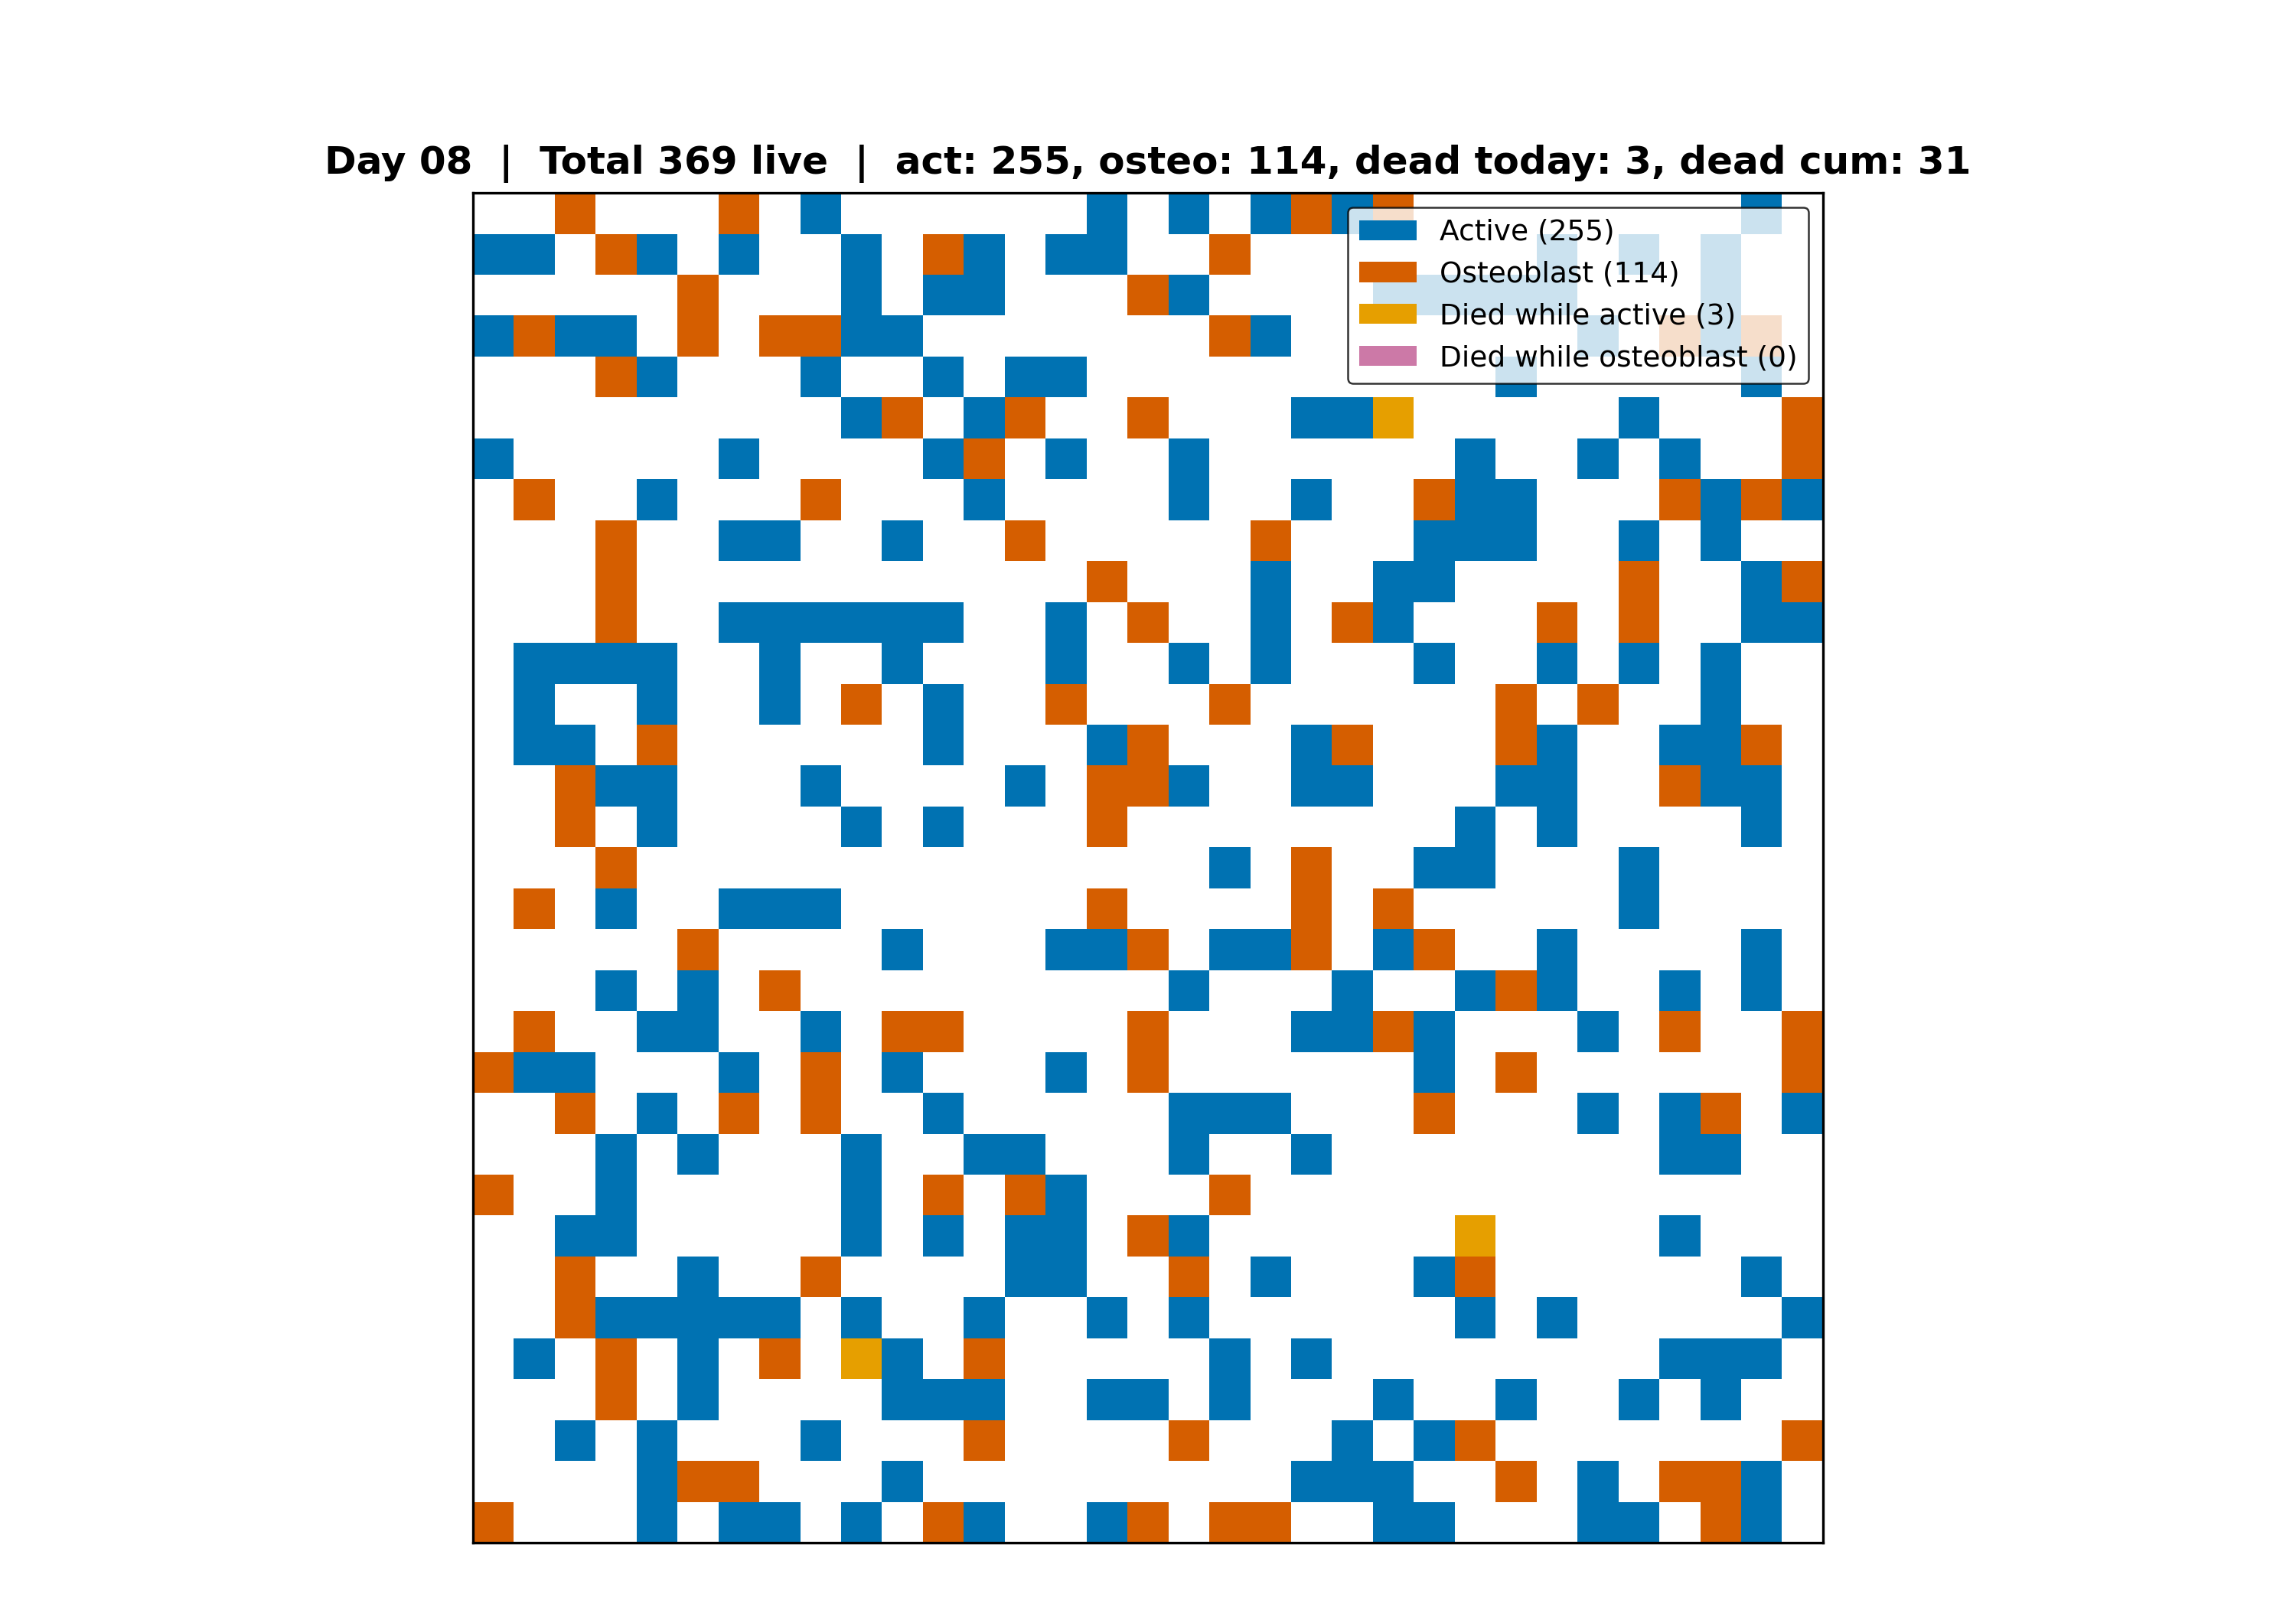 Day 08 | Total 369 live | act: 255, osteo: 114, dead today: 3, dead cum: 31
Active (255)
Osteoblast (114)
Died while active (3)
Died while osteoblast (0)